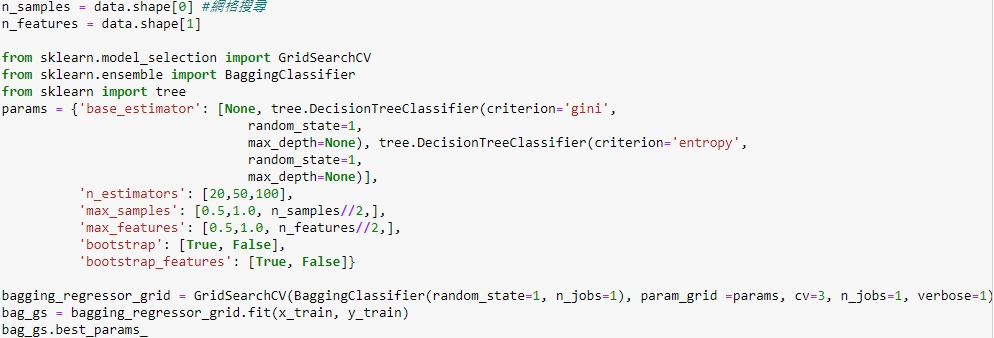 n_samples = data.shape[0] #網格搜尋
n_features = data.shape[1]
from sklearn.model_selection import GridSearchCV
from sklearn.ensemble import BaggingClassifier
from sklearn import tree
params = {'base_estimator': [None, tree.DecisionTreeClassifier(criterion='gini',
random_state=1,
max_depth=None), tree.DecisionTreeClassifier(criterion='entropy',
random_state=1,
max_depth=None)],
'n_estimators': [20,50,100],
'max_samples': [0.5,1.0, n_samples//2,],
'max_features': [0.5,1.0, n_features//2,],
'bootstrap': [True, False],
'bootstrap_features': [True, False]}
bagging_regressor_grid = GridSearchCV(BaggingClassifier(random_state=1, n_jobs=1), param_grid =params, cv=3, n_jobs=1, verbose=1)
bag_gs = bagging_regressor_grid.fit(x_train, y_train)
bag_gs.best_params_